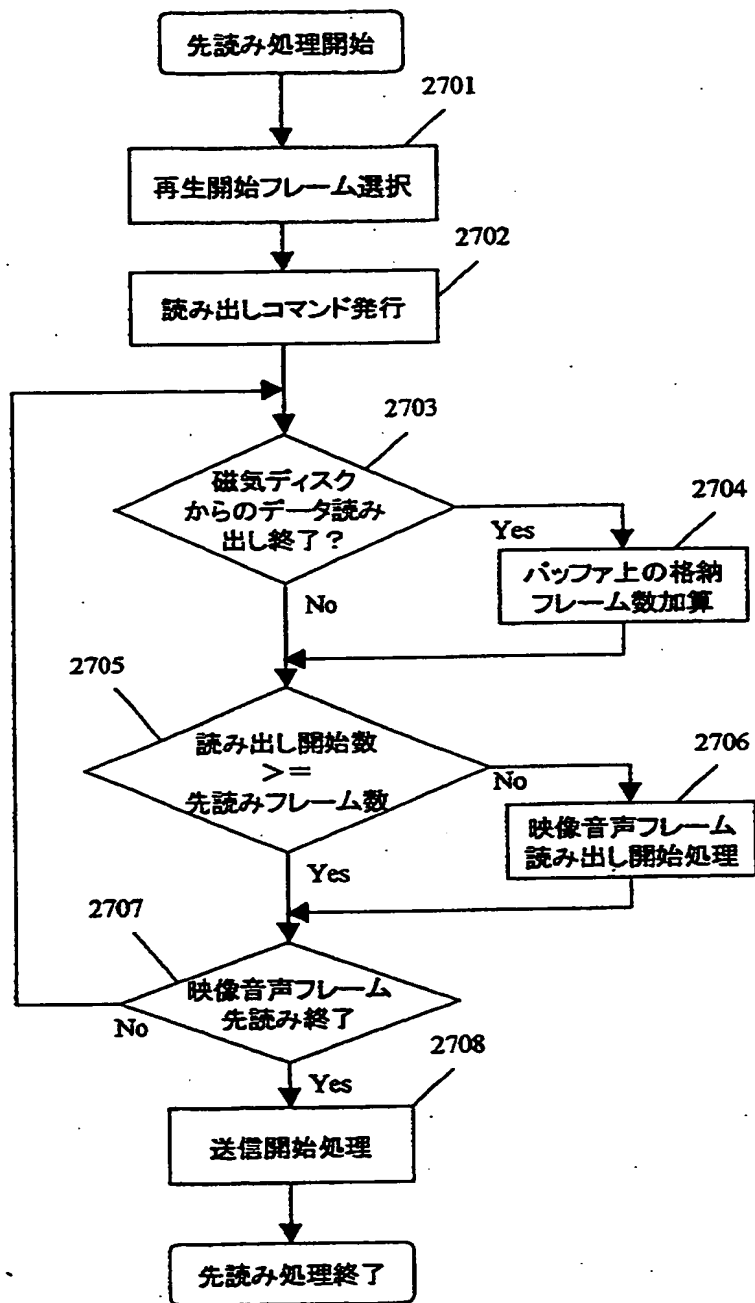 先読み処理開始
2701
再生開始フレーム選択
2702
読み出しコマンド発行
2703
磁気ディスク
からのデータ読み
出し終了？
Yes
2704
バッファ上の格納
フレーム数加算
No
2705
読み出し開始数
>=
先読みフレーム数
No
2706
映像音声フレーム
読み出し開始処理
Yes
2707
映像音声フレーム
先読み終了
No
Yes
2708
送信開始処理
先読み処理終了